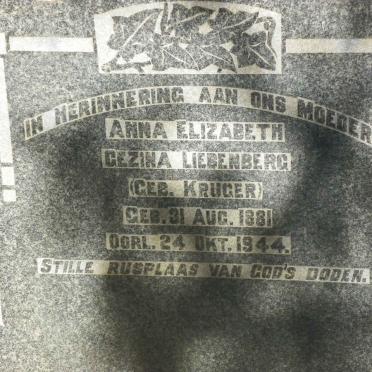 IN HERINNERING AAN ONS MOEDER
ANNA ELIZABETH
GEZINA LIEBENBERG
(GEB. KRUGER)
GEB. 31 AUG. 1881
OORL. 24 OKT. 1944.
STILLE RUSPLAAS VAN GOD'S DODEN.